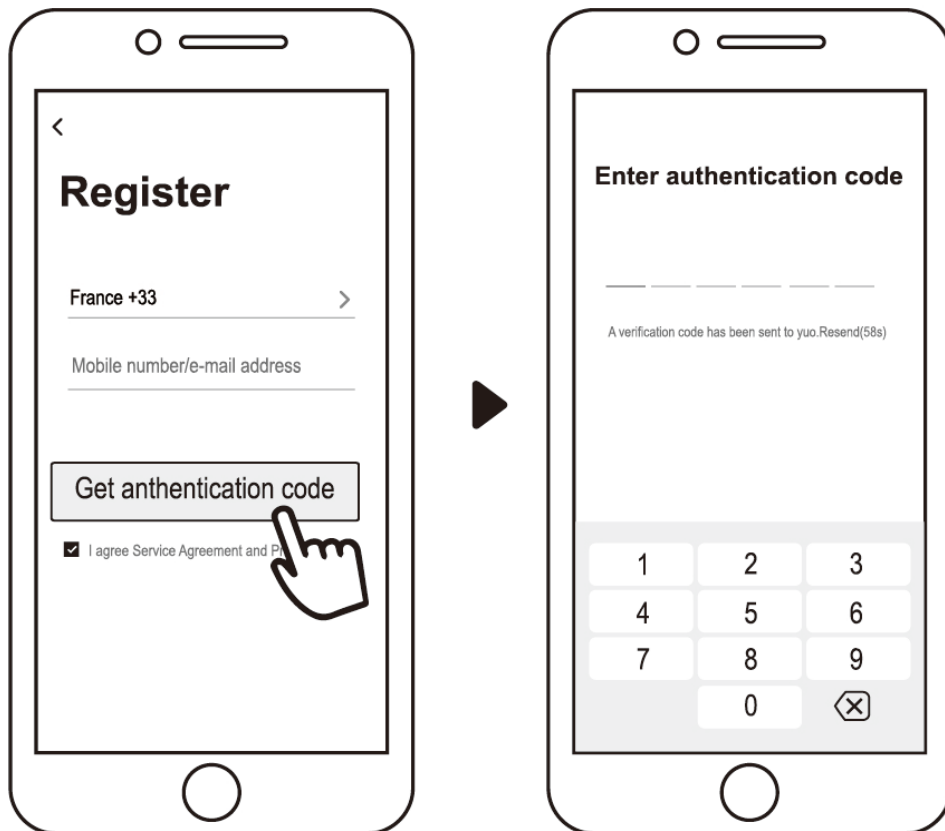 Register
France +33
Mobile number/e-mail address
Get anthentication code
I agree Service Agreement and
Enter authentication code
A verification code has been sent to yuo.Resend(58s)
1 2 3
4 5 6
7 8 9
0